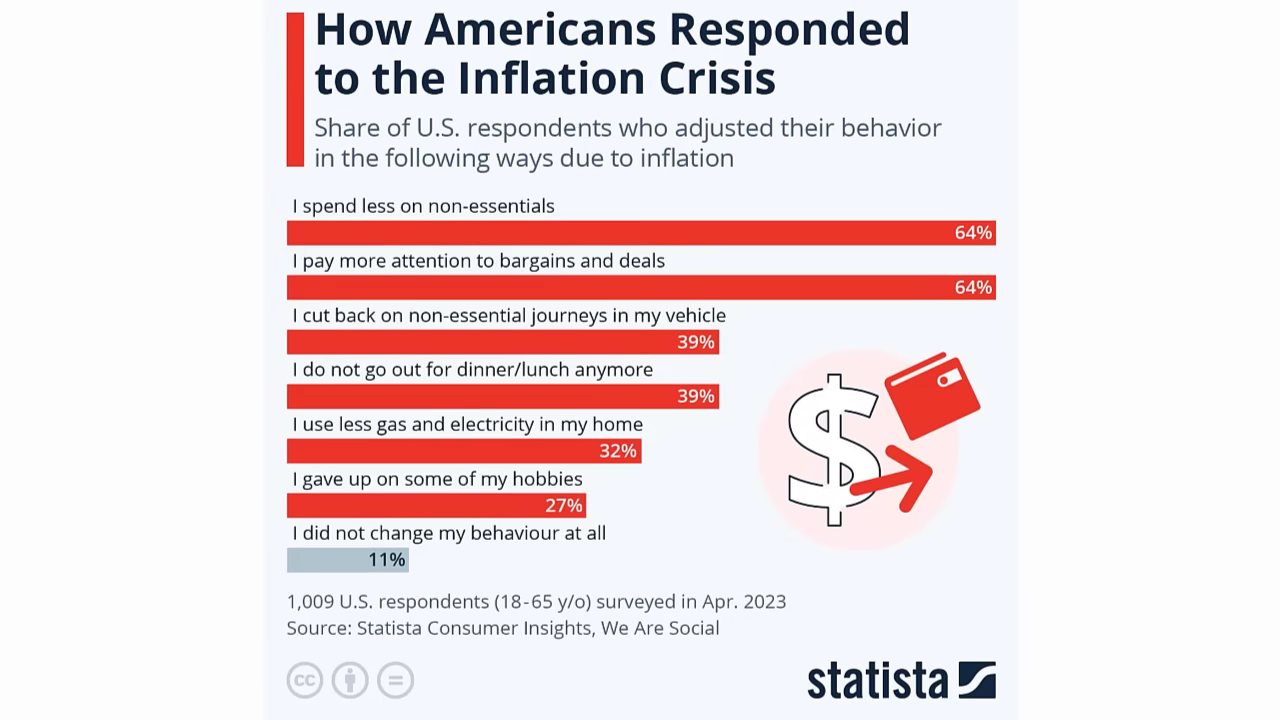 How Americans Responded
to the Inflation Crisis
Share of U.S. respondents who adjusted their behavior
in the following ways due to inflation
I spend less on non-essentials
64%
I pay more attention to bargains and deals
64%
I cut back on non-essential journeys in my vehicle
39%
I do not go out for dinner/lunch anymore
39%
I use less gas and electricity in my home
32%
I gave up on some of my hobbies
27%
I did not change my behaviour at all
11%
$
1,009 U.S. respondents (18-65 y/o) surveyed in Apr. 2023
Source: Statista Consumer Insights, We Are Social
cc =
statista